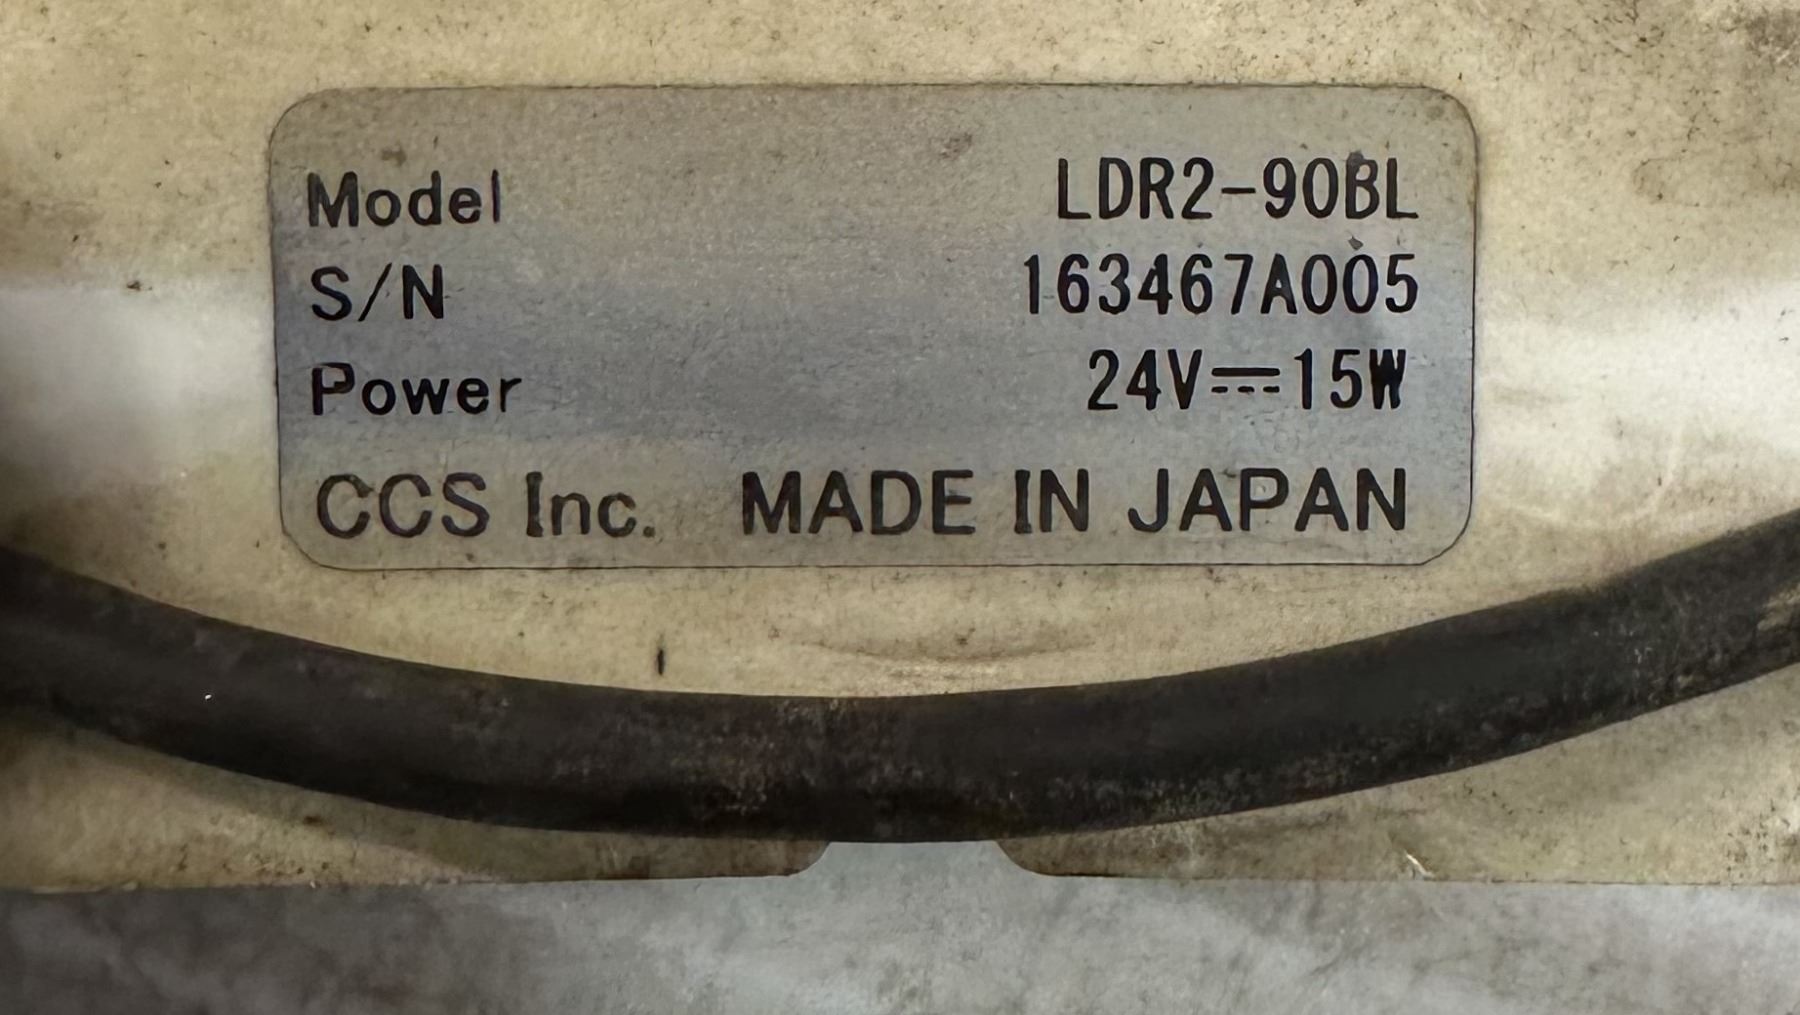 Model LDR2-90BL
S/N 163467A005
Power 24V⎓15W
CCS Inc. MADE IN JAPAN